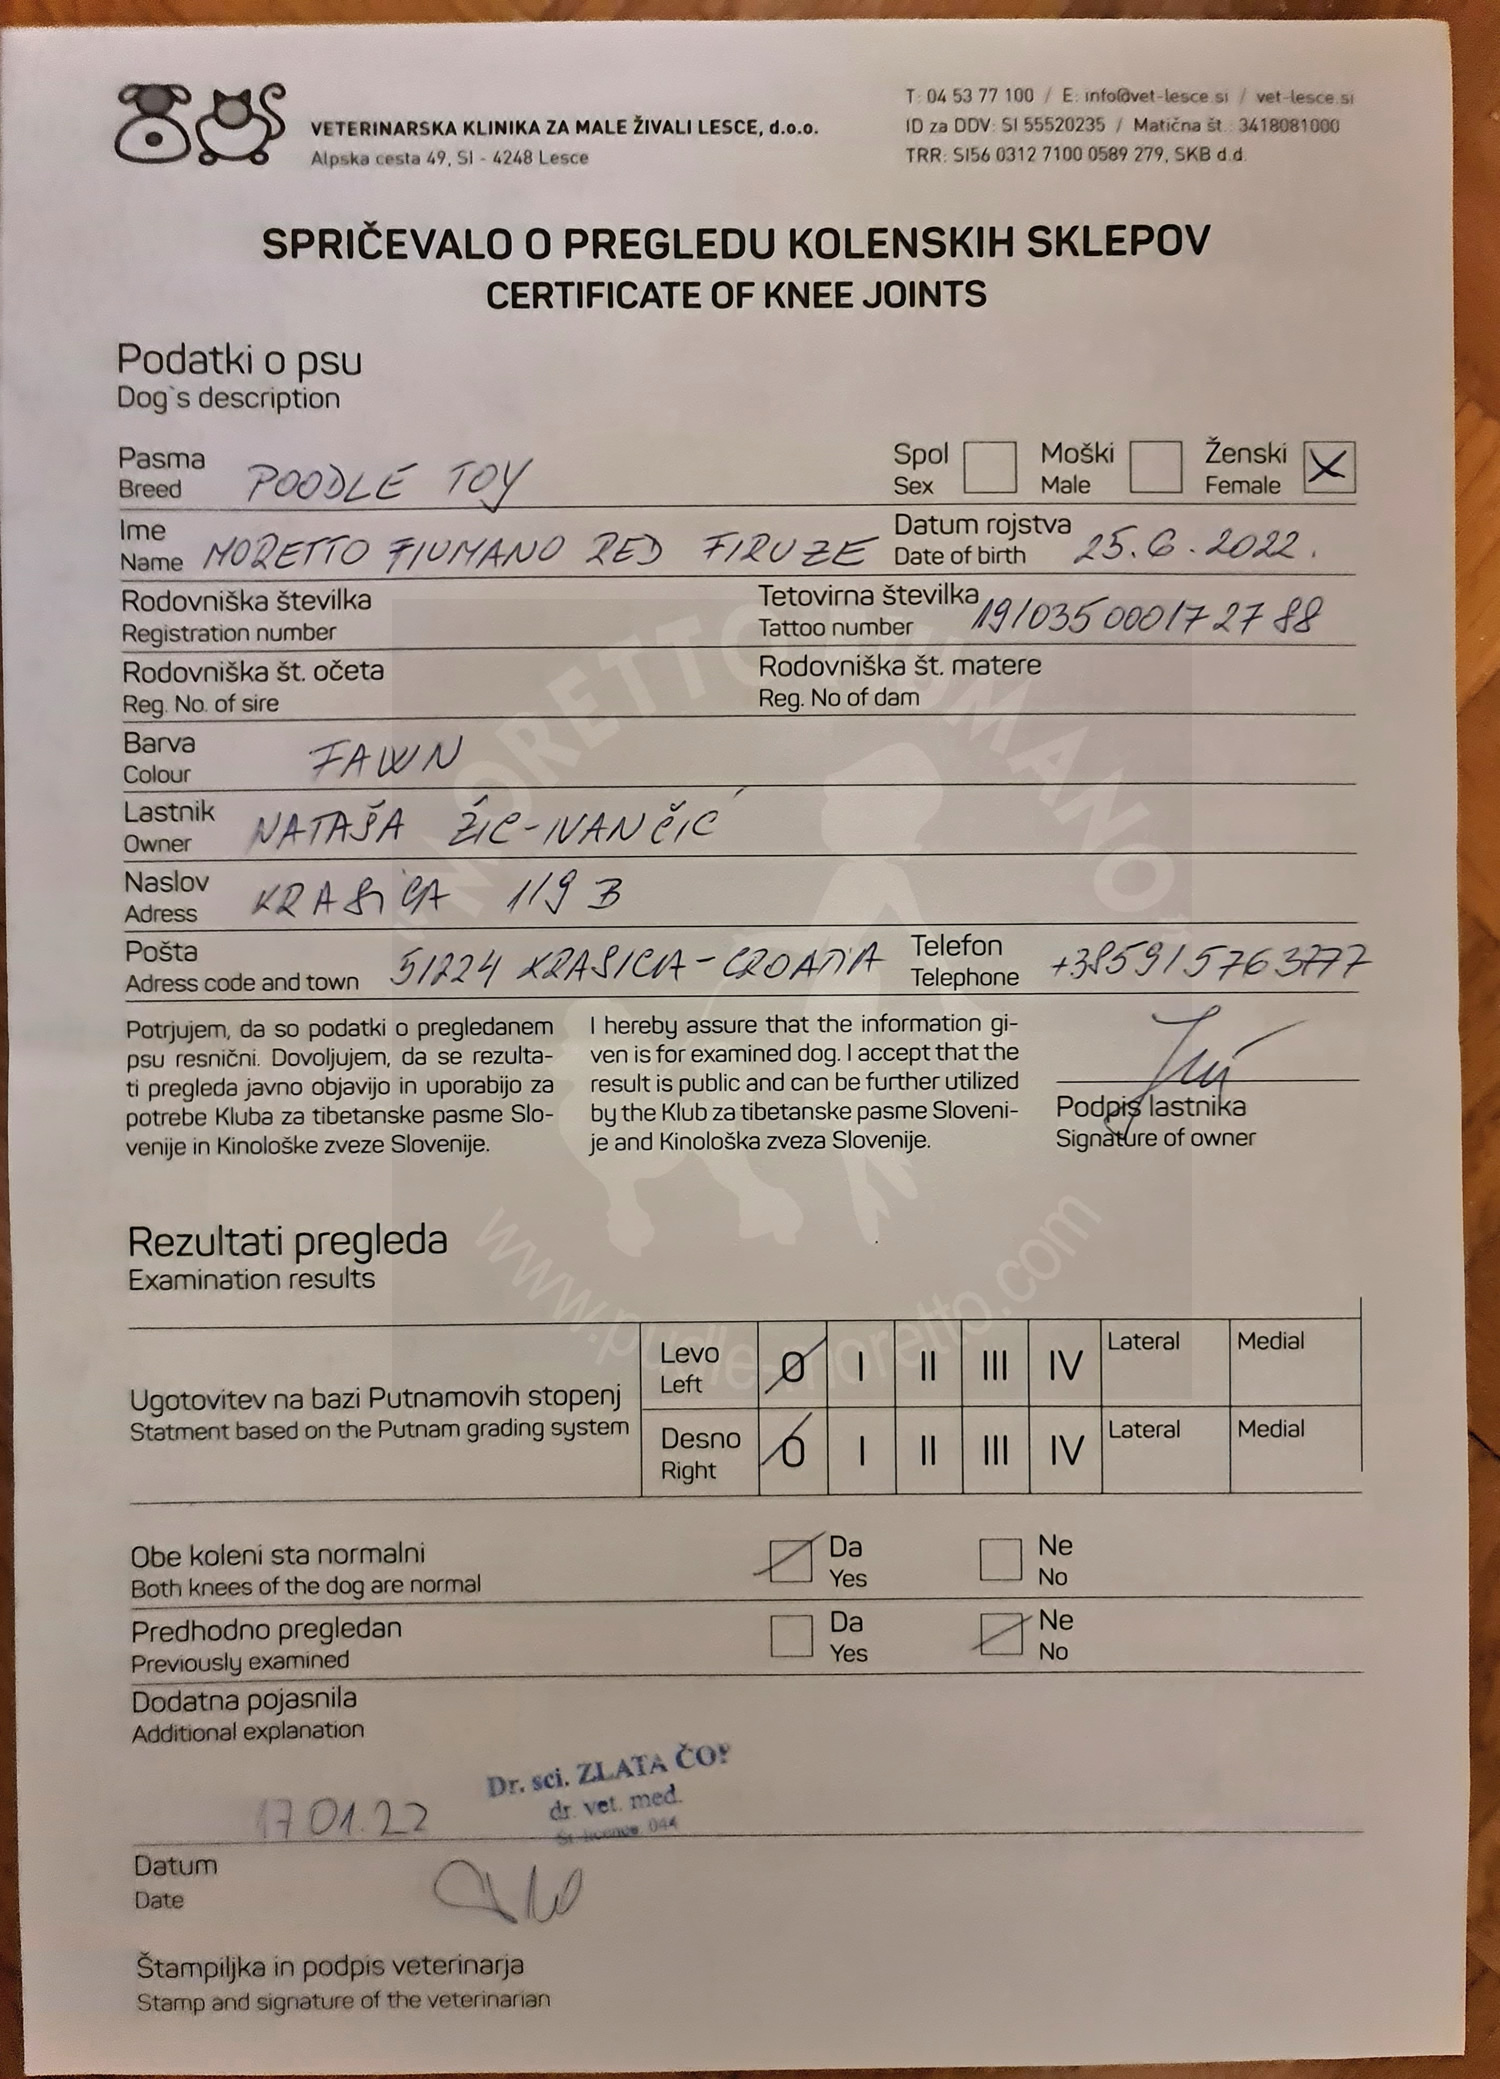 VETERINARSKA KLINIKA ZA MALE ŽIVALI LESCE, d.o.o.
Alpska cesta 49, SI - 4248 Lesce
T: 04 53 77 100 / E: info@vet-lesce.si / vet-lesce.si
ID za DDV: SI 55520235 / Matična št.: 3418081000
TRR: SI56 0312 7100 0589 279, SKB d.d.
SPRIČEVALO O PREGLEDU KOLENSKIH SKLEPOV
CERTIFICATE OF KNEE JOINTS
Podatki o psu
Dog`s description
Pasma
Breed POODLE TOY
Spol
Sex
Moški
Male
Ženski
Female X
Ime
Name MORETTO FIUMANO RED FIRUZE
Datum rojstva
Date of birth 25.6.2022.
Rodovniška številka
Registration number
Tetovirna številka
Tattoo number 191035000172788
Rodovniška št. očeta
Reg. No. of sire
Rodovniška št. matere
Reg. No of dam
Barva
Colour FAWN
Lastnik
Owner NATAŠA ŽIC-IVANČIĆ
Naslov
Adress KRASICA 119 B
Pošta
Adress code and town 51224 KRASICA-CROATIA
Telefon
Telephone +385915763777
Potrjujem, da so podatki o pregledanem
psu resnični. Dovoljujem, da se rezulta-
ti pregleda javno objavijo in uporabijo za
potrebe Kluba za tibetanske pasme Slo-
venije in Kinološke zveze Slovenije.
I hereby assure that the information gi-
ven is for examined dog. I accept that the
result is public and can be further utilized
by the Klub za tibetanske pasme Sloveni-
je and Kinološka zveza Slovenije.
Podpis lastnika
Signature of owner
MORETTO FIUMANO
www.pudle-moretto.com
Rezultati pregleda
Examination results
Ugotovitev na bazi Putnamovih stopenj
Statment based on the Putnam grading system
Levo
Left
0 I II III IV Lateral Medial
Desno
Right
0 I II III IV Lateral Medial
Obe koleni sta normalni
Both knees of the dog are normal
Da
Yes
Ne
No
Predhodno pregledan
Previously examined
Da
Yes
Ne
No
Dodatna pojasnila
Additional explanation
Dr. sci. ZLATA ČOP
dr. vet. med.
Št. licence 044
17.01.22
Datum
Date
Štampiljka in podpis veterinarja
Stamp and signature of the veterinarian